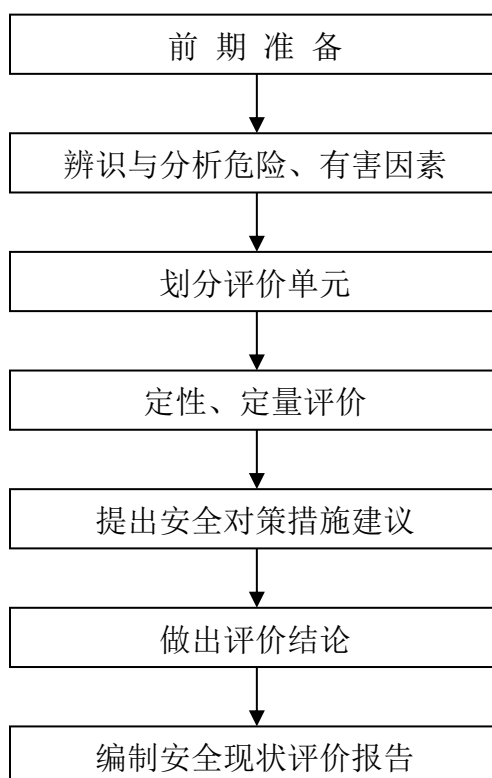 前 期 准 备
辨识与分析危险、有害因素
划分评价单元
定性、定量评价
提出安全对策措施建议
做出评价结论
编制安全现状评价报告